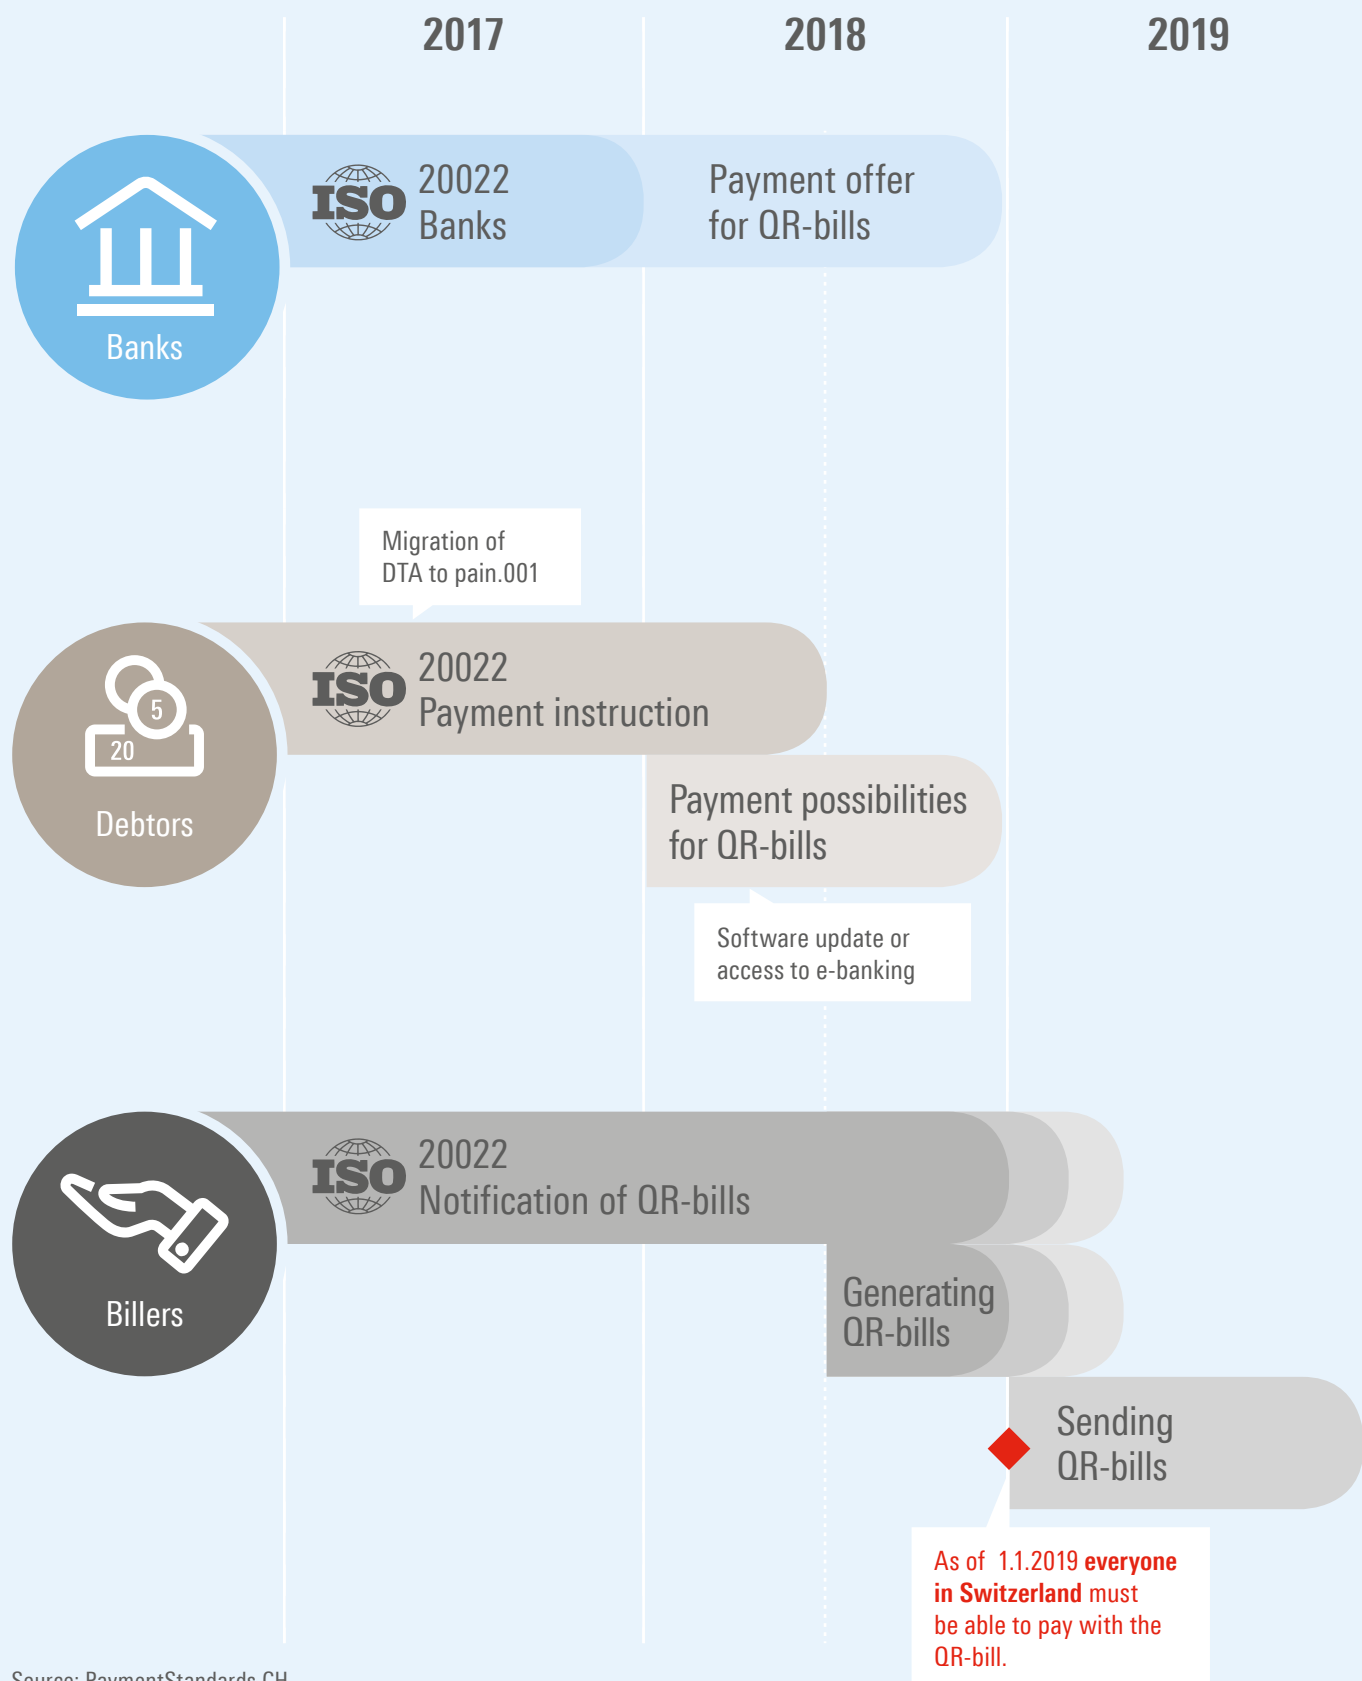 2017 2018 2019
ISO 20022
Banks
Payment offer
for QR-bills
Banks
Migration of
DTA to pain.001
ISO 20022
Payment instruction
5
20
Debtors
Payment possibilities
for QR-bills
Software update or
access to e-banking
ISO 20022
Notification of QR-bills
Billers
Generating
QR-bills
Sending
QR-bills
As of 1.1.2019 everyone
in Switzerland must
be able to pay with the
QR-bill.
Source: PaymentStandards.CH